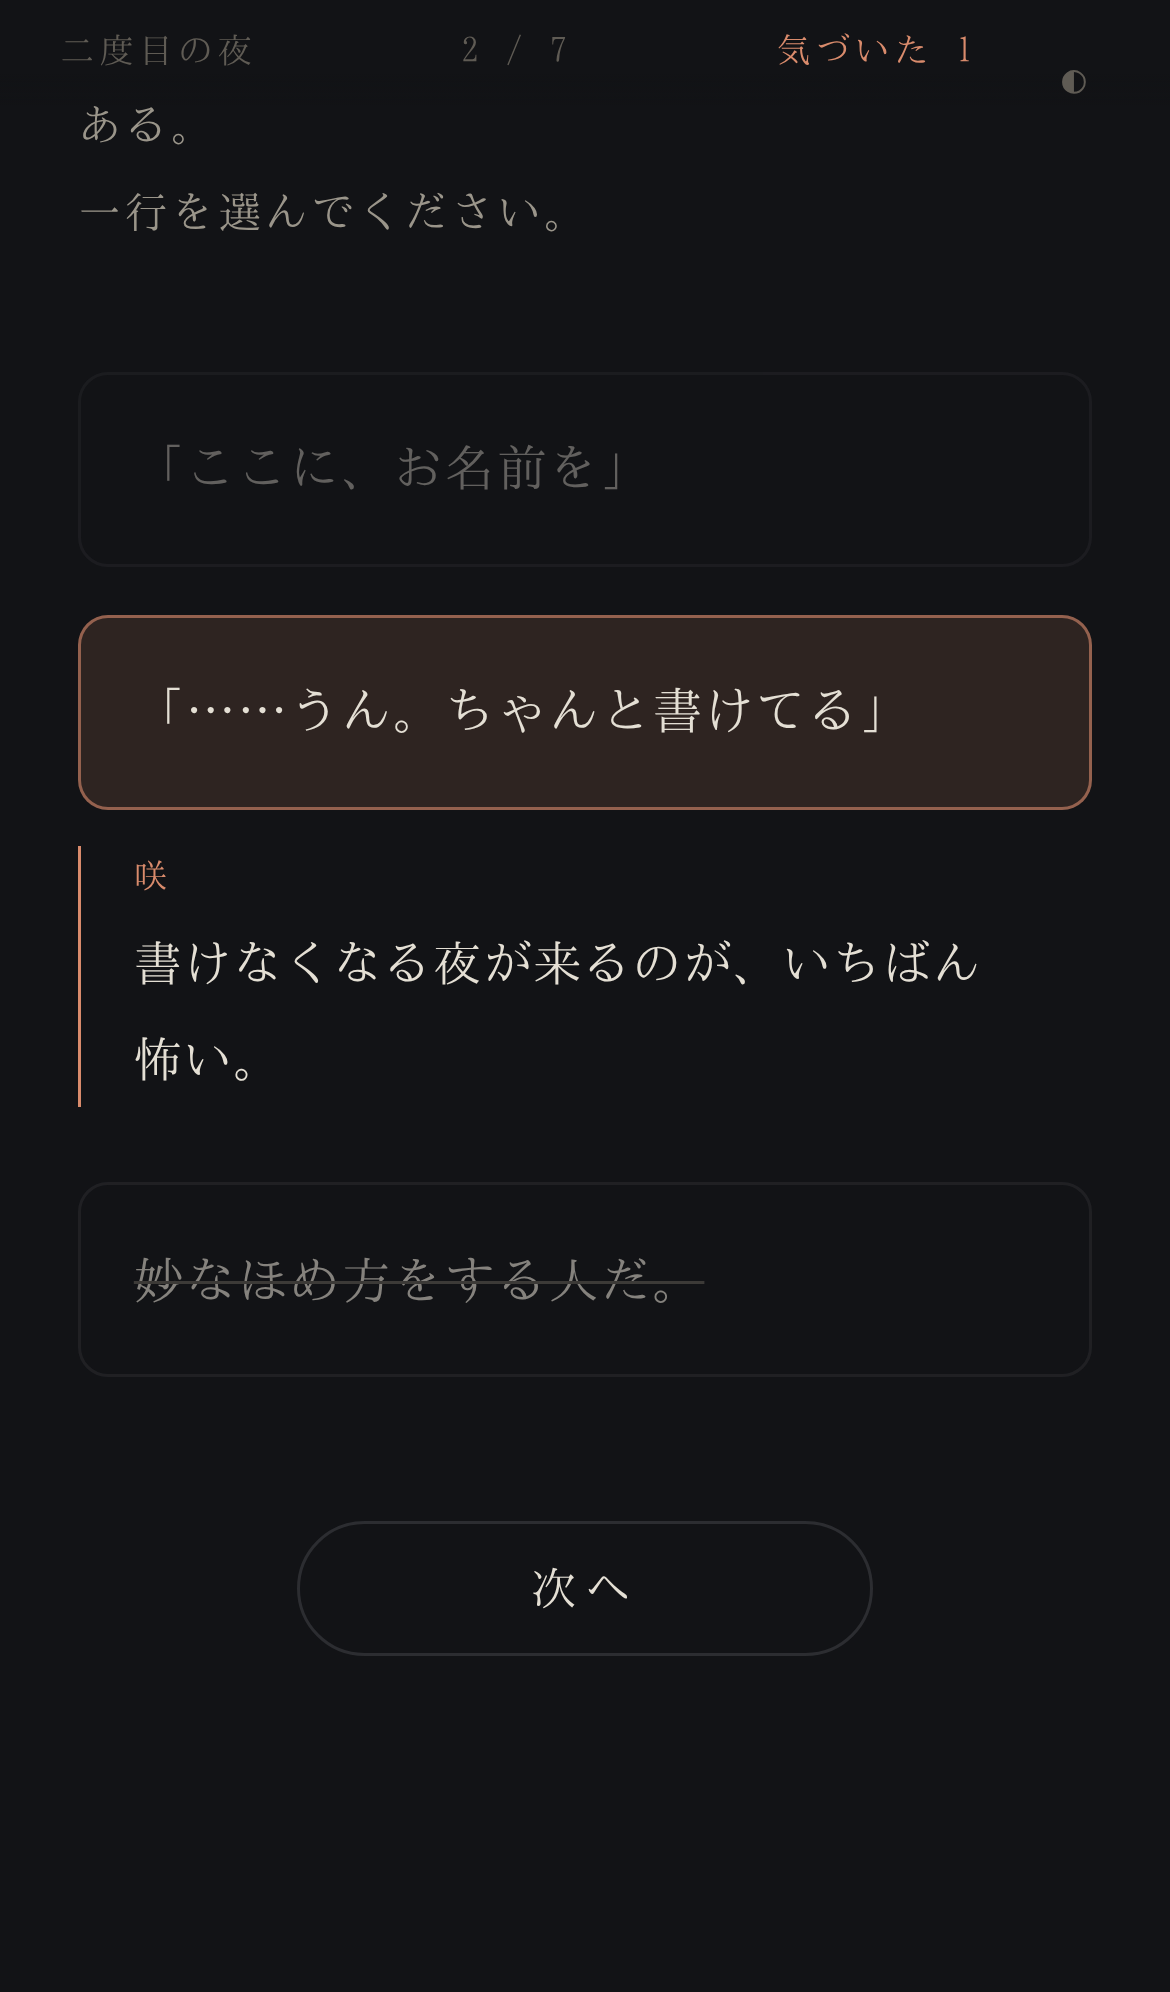 二度目の夜
2 / 7
気づいた 1
ある。
一行を選んでください。
「ここに、お名前を」
「……うん。ちゃんと書けてる」
咲
書けなくなる夜が来るのが、いちばん
怖い。
妙なほめ方をする人だ。
次へ